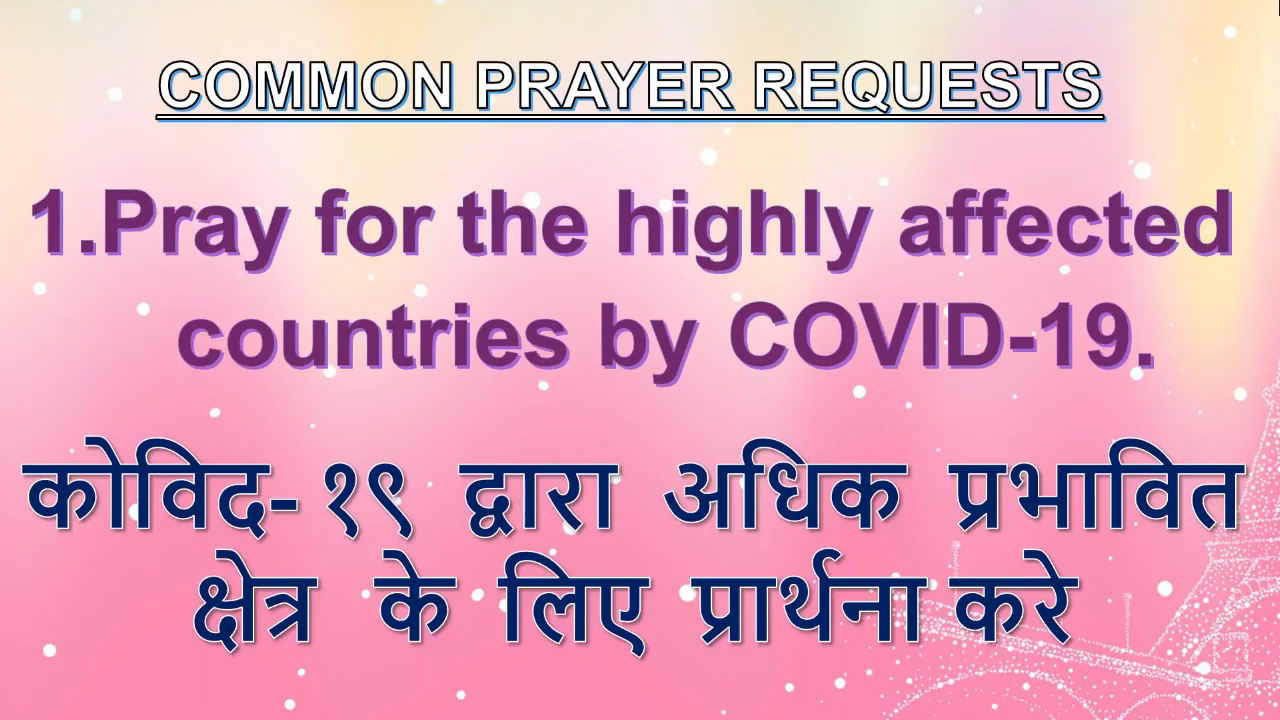 COMMON PRAYER REQUESTS
1.Pray for the highly affected
countries by COVID-19.
कोविद- १९ द्वारा अधिक प्रभावित
क्षेत्र के लिए प्रार्थना करे